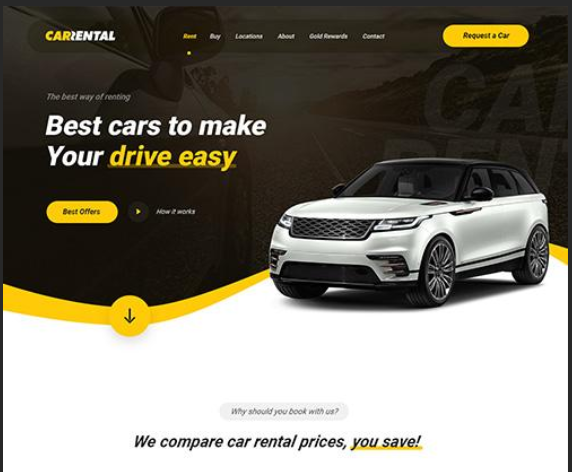 CARRENTAL
Rent Buy Locations About Gold Rewards Contact
Request a Car
CAR
REN
The best way of renting
Best cars to make
Your drive easy
Best Offers
How it works
Why should you book with us?
We compare car rental prices, you save!